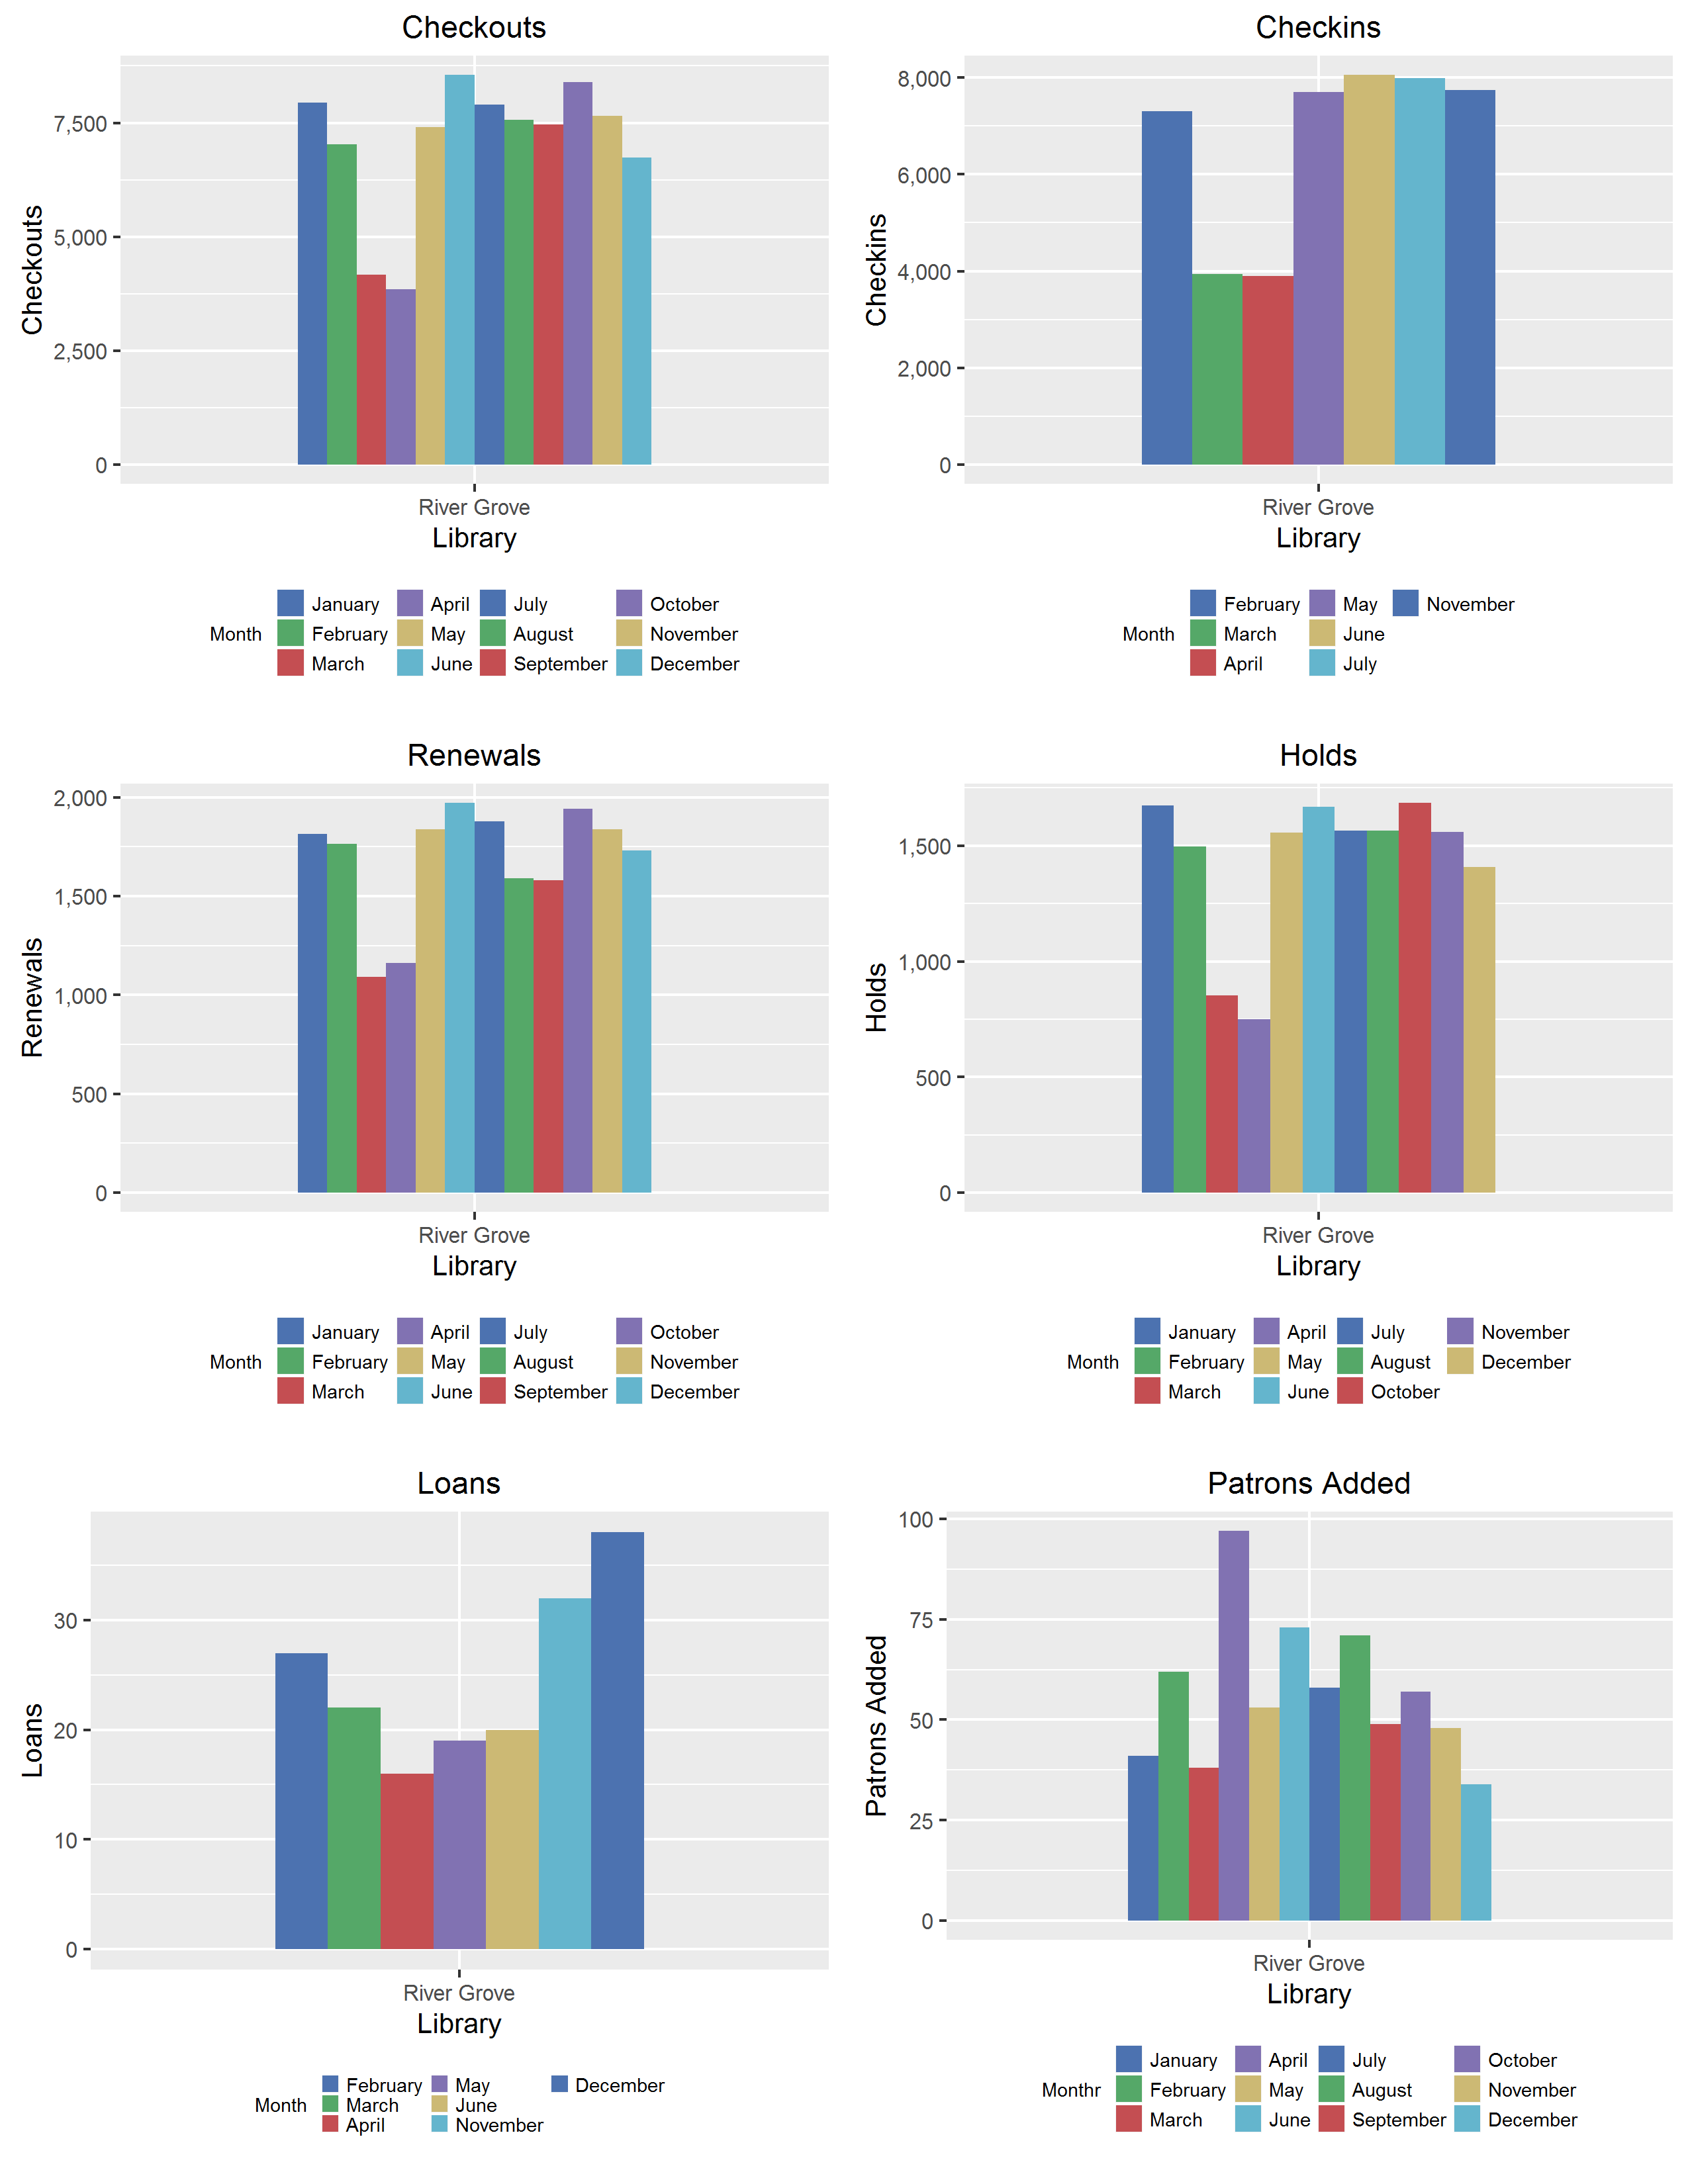 Checkouts
Checkouts
7,500
5,000
2,500
0
River Grove
Library
Month
January
February
March
April
May
June
July
August
September
October
November
December
Checkins
Checkins
8,000
6,000
4,000
2,000
0
River Grove
Library
Month
February
March
April
May
June
July
November
Renewals
Renewals
2,000
1,500
1,000
500
0
River Grove
Library
Month
January
February
March
April
May
June
July
August
September
October
November
December
Holds
Holds
1,500
1,000
500
0
River Grove
Library
Month
January
February
March
April
May
June
July
August
October
November
December
Loans
Loans
30
20
10
0
River Grove
Library
Month
February
March
April
May
June
November
December
Patrons Added
Patrons Added
100
75
50
25
0
River Grove
Library
Monthr
January
February
March
April
May
June
July
August
September
October
November
December